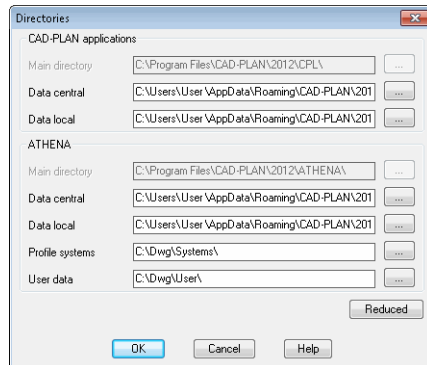 Directories
CAD-PLAN applications
Main directory C:\Program Files\CAD-PLAN\2012\CPL\ ...
Data central C:\Users\User\AppData\Roaming\CAD-PLAN\201 ...
Data local C:\Users\User\AppData\Roaming\CAD-PLAN\201 ...
ATHENA
Main directory C:\Program Files\CAD-PLAN\2012\ATHENA\ ...
Data central C:\Users\User\AppData\Roaming\CAD-PLAN\201 ...
Data local C:\Users\User\AppData\Roaming\CAD-PLAN\201 ...
Profile systems C:\Dwg\Systems\ ...
User data C:\Dwg\User\ ...
Reduced
OK Cancel Help